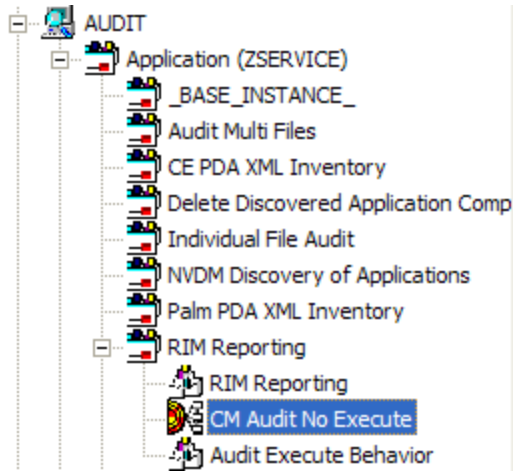 AUDIT
Application (ZSERVICE)
_BASE_INSTANCE_
Audit Multi Files
CE PDA XML Inventory
Delete Discovered Application Comp
Individual File Audit
NVDM Discovery of Applications
Palm PDA XML Inventory
RIM Reporting
RIM Reporting
CM Audit No Execute
Audit Execute Behavior